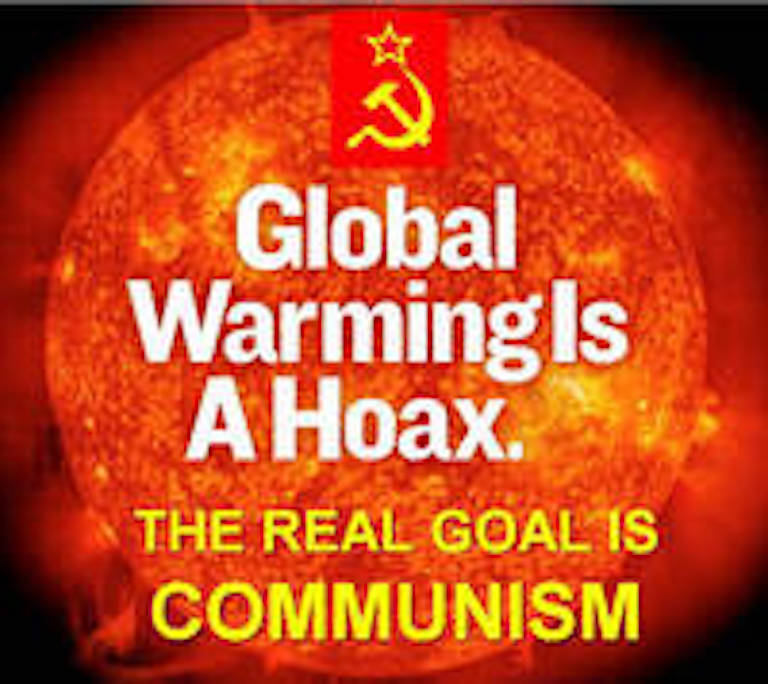 Global
Warming Is
A Hoax.
THE REAL GOAL IS
COMMUNISM